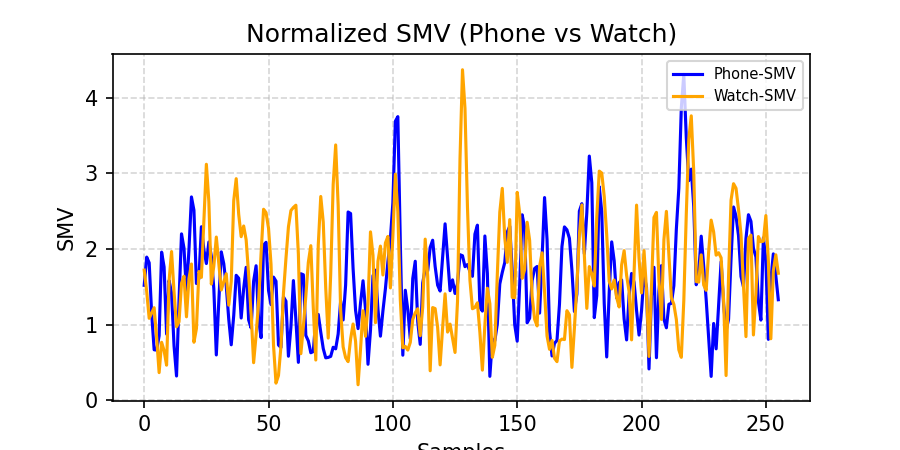 Normalized SMV (Phone vs Watch)
Phone-SMV
Watch-SMV
SMV
4
3
2
1
0
0 50 100 150 200 250
Samples